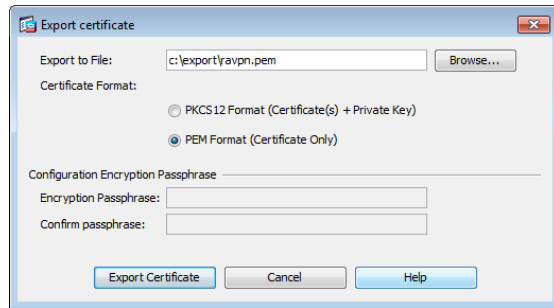 Export certificate
Export to File: c:\export\ravpn.pem Browse...
Certificate Format:
PKCS12 Format (Certificate(s) + Private Key)
PEM Format (Certificate Only)
Configuration Encryption Passphrase
Encryption Passphrase:
Confirm passphrase:
Export Certificate Cancel Help